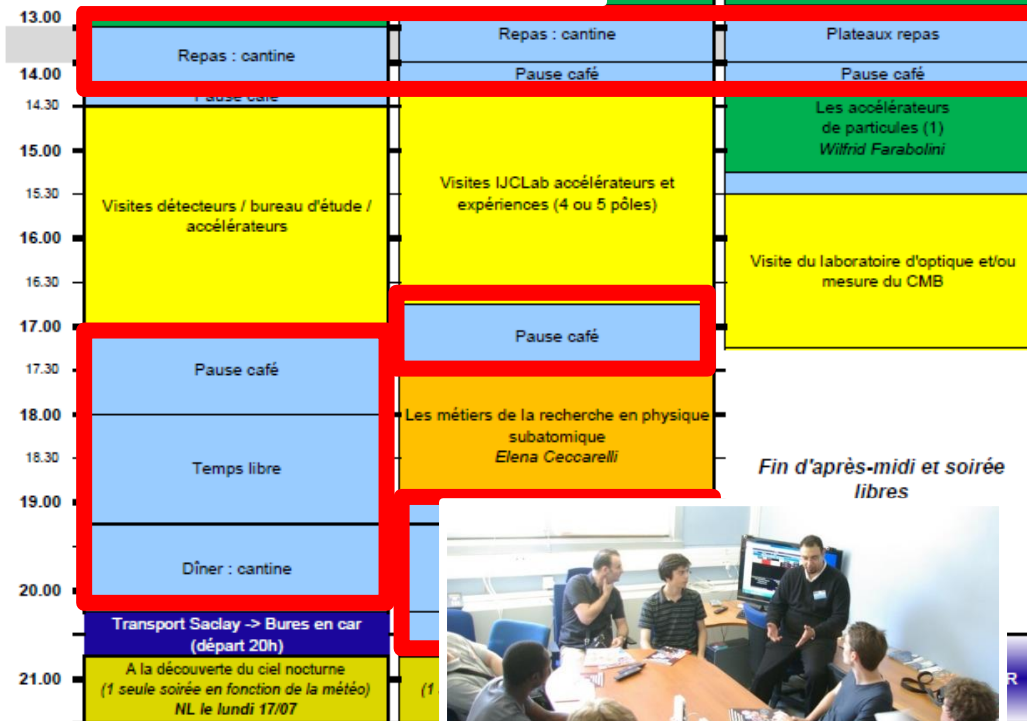 13.00
14.00
14.30
15.00
15.30
16.00
16.30
17.00
17.30
18.00
18.30
19.00
20.00
21.00
Repas : cantine
Pause café
Visites détecteurs / bureau d'étude /
accélérateurs
Pause café
Temps libre
Dîner : cantine
Transport Saclay -> Bures en car
(départ 20h)
A la découverte du ciel nocturne
(1 seule soirée en fonction de la météo)
NL le lundi 17/07
Repas : cantine
Pause café
Visites IJCLab accélérateurs et
expériences (4 ou 5 pôles)
Pause café
Les métiers de la recherche en physique
subatomique
Elena Ceccarelli
(1
Plateaux repas
Pause café
Les accélérateurs
de particules (1)
Wilfrid Farabolini
Visite du laboratoire d'optique et/ou
mesure du CMB
Fin d'après-midi et soirée
libres
R